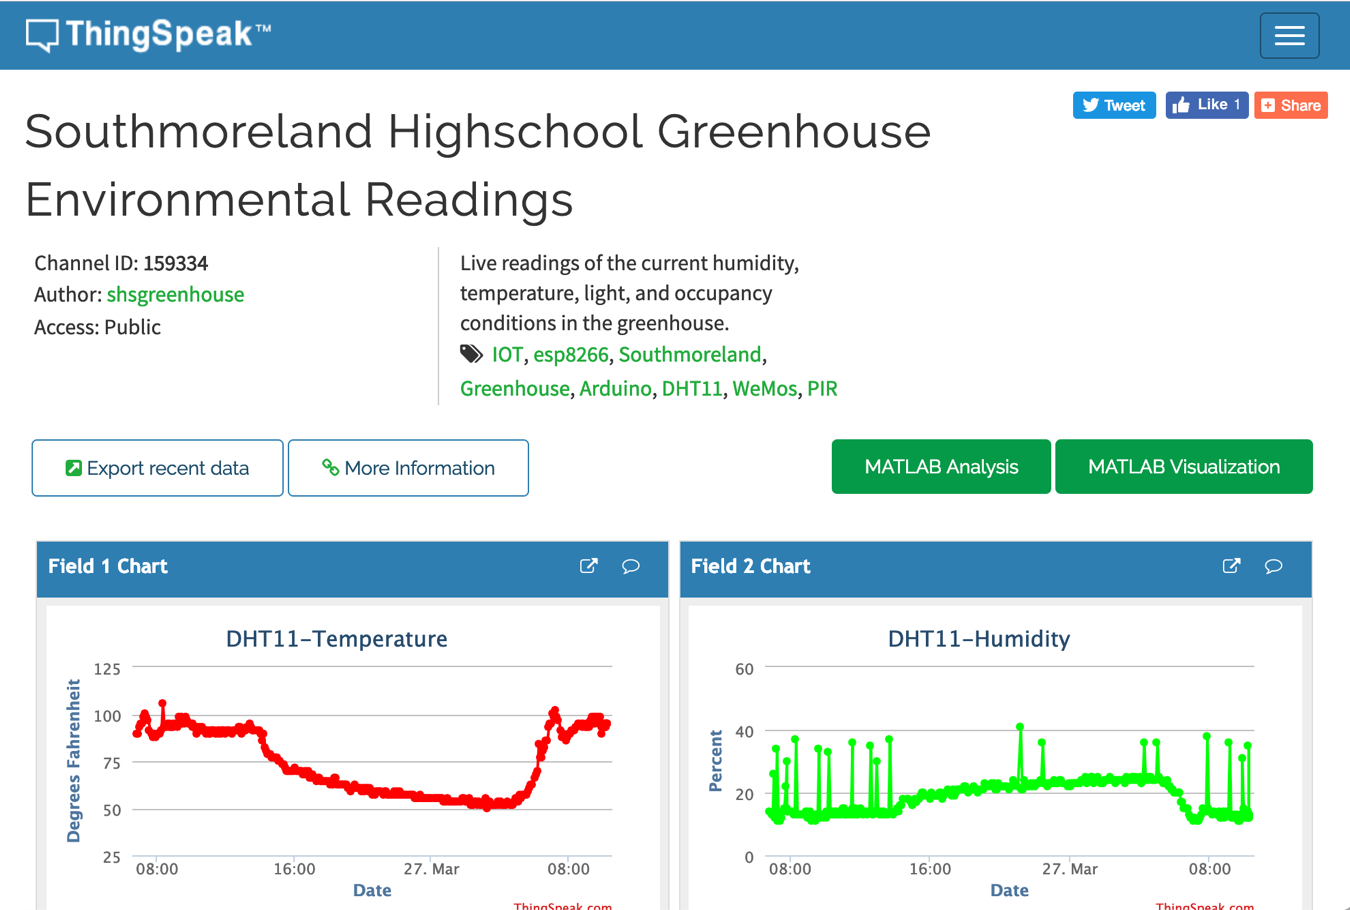 ThingSpeak™
Tweet
Like 1
Share
Southmoreland Highschool Greenhouse
Environmental Readings
Channel ID: 159334
Author: shsgreenhouse
Access: Public
Live readings of the current humidity,
temperature, light, and occupancy
conditions in the greenhouse.
IOT, esp8266, Southmoreland,
Greenhouse, Arduino, DHT11, WeMos, PIR
Export recent data
More Information
MATLAB Analysis
MATLAB Visualization
Field 1 Chart
DHT11-Temperature
Degrees Fahrenheit
125
100
75
50
25
08:00
16:00
27. Mar
08:00
Date
ThingSpeak.com
Field 2 Chart
DHT11-Humidity
Percent
60
40
20
0
08:00
16:00
27. Mar
08:00
Date
ThingSpeak.com